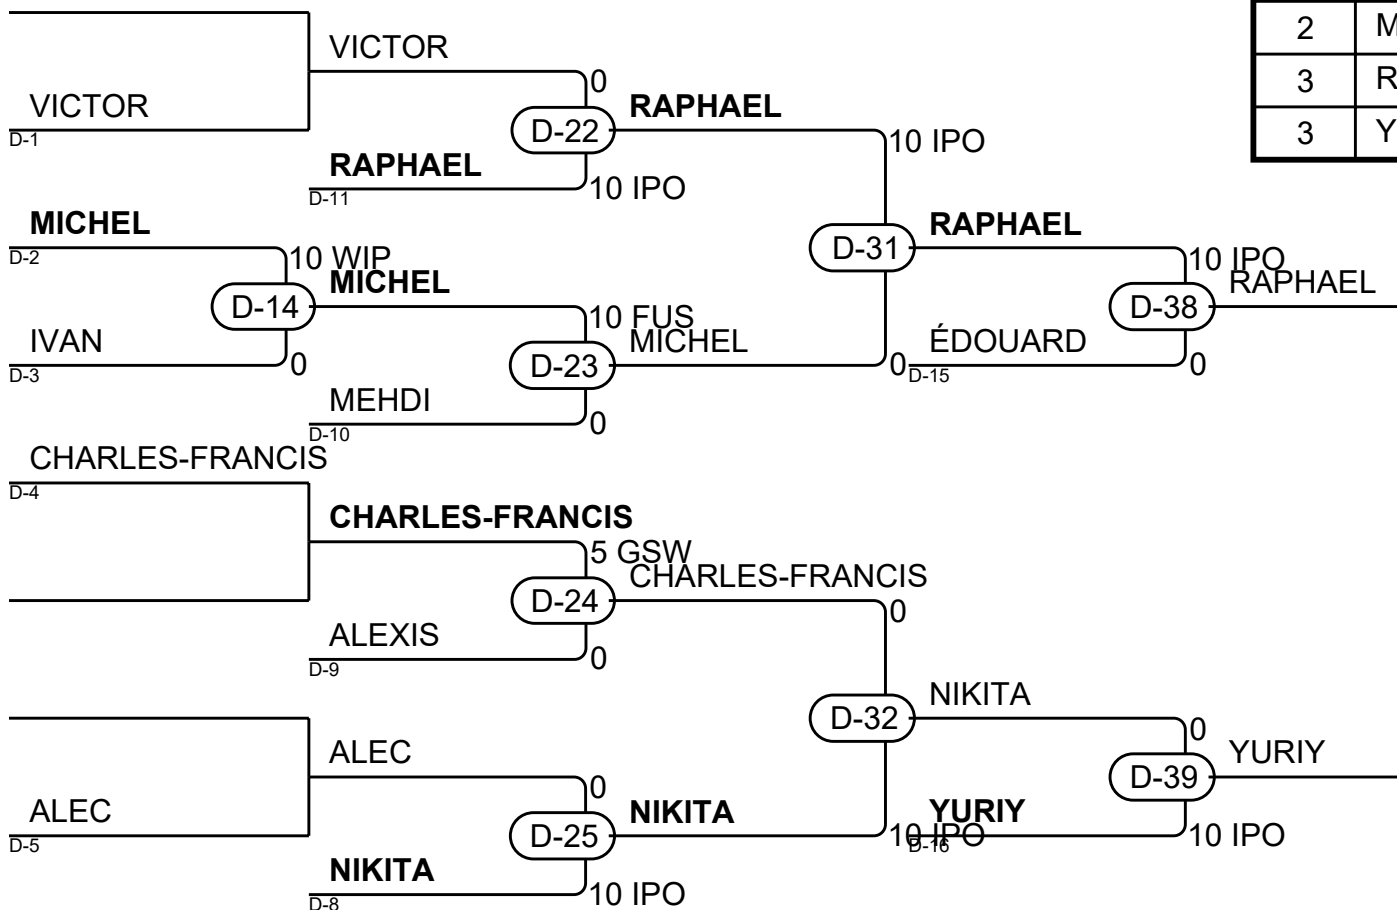 2 M
VICTOR
0
3 R
VICTOR
RAPHAEL
D-1
D-22
10 IPO
3 Y
RAPHAEL
D-11
10 IPO
MICHEL
RAPHAEL
D-2
10 WIP
D-31
10 IPO
MICHEL
RAPHAEL
D-14
10 FUS
D-38
IVAN
MICHEL
ÉDOUARD
D-3
0
D-23
0
D-15
0
MEHDI
D-10
0
CHARLES-FRANCIS
D-4
CHARLES-FRANCIS
5 GSW
CHARLES-FRANCIS
D-24
0
ALEXIS
D-9
0
NIKITA
D-32
0
ALEC
YURIY
D-39
0
ALEC
NIKITA
YURIY
D-5
D-25
10 IPO
D-16
10 IPO
NIKITA
D-8
10 IPO